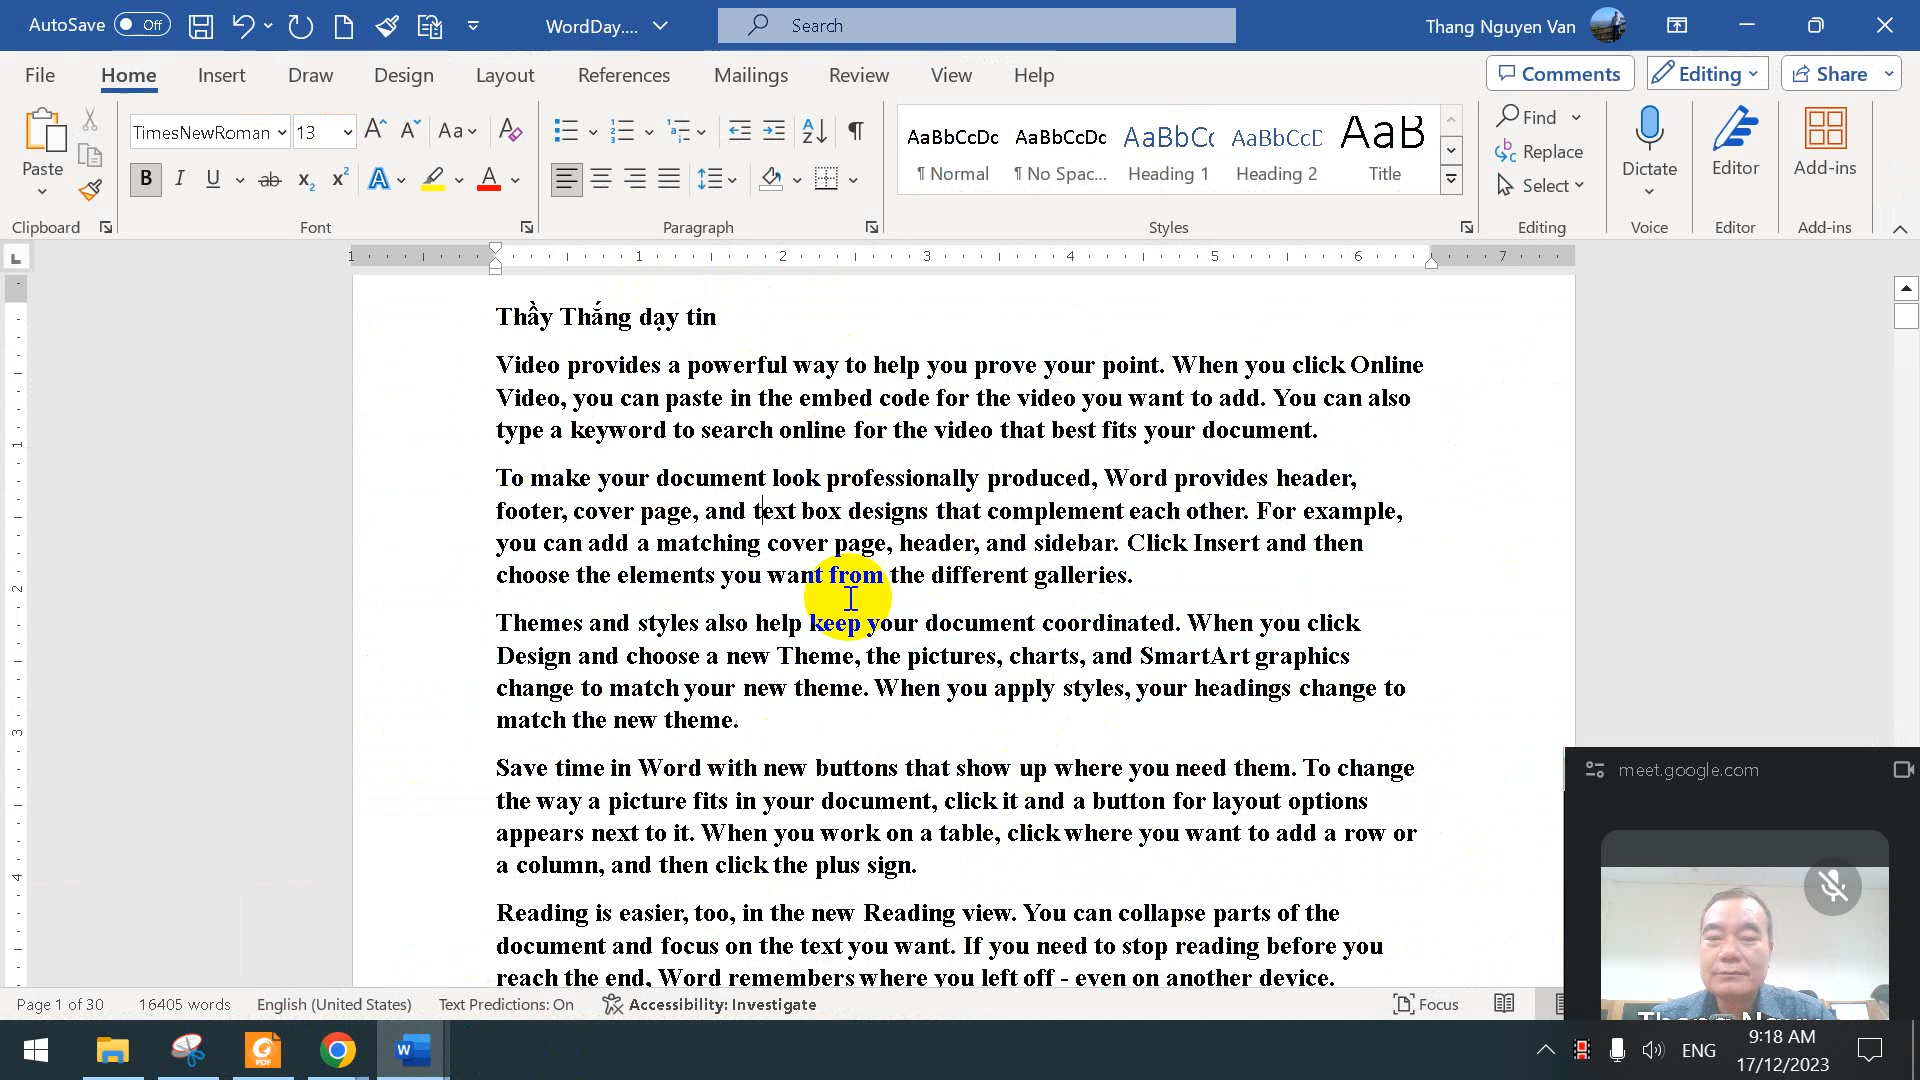 AutoSave Off WordDay.... Search Thang Nguyen Van
File Home Insert Draw Design Layout References Mailings Review View Help Comments Editing Share
Paste
Clipboard
TimesNewRoman 13
Font
Paragraph
AaBbCcDc AaBbCcDc AaBbC( AaBbCcD AaB
¶ Normal ¶ No Spac... Heading 1 Heading 2 Title
Styles
Find
Replace
Select
Editing
Dictate
Voice
Editor
Editor
Add-ins
Add-ins
1 1 2 3 4 5 6 7
Thầy Thắng dạy tin
Video provides a powerful way to help you prove your point. When you click Online
Video, you can paste in the embed code for the video you want to add. You can also
type a keyword to search online for the video that best fits your document.
To make your document look professionally produced, Word provides header,
footer, cover page, and text box designs that complement each other. For example,
you can add a matching cover page, header, and sidebar. Click Insert and then
choose the elements you want from the different galleries.
Themes and styles also help keep your document coordinated. When you click
Design and choose a new Theme, the pictures, charts, and SmartArt graphics
change to match your new theme. When you apply styles, your headings change to
match the new theme.
Save time in Word with new buttons that show up where you need them. To change
the way a picture fits in your document, click it and a button for layout options
appears next to it. When you work on a table, click where you want to add a row or
a column, and then click the plus sign.
Reading is easier, too, in the new Reading view. You can collapse parts of the
document and focus on the text you want. If you need to stop reading before you
reach the end, Word remembers where you left off - even on another device.
meet.google.com
Page 1 of 30 16405 words English (United States) Text Predictions: On Accessibility: Investigate Focus
ENG
9:18 AM
17/12/2023